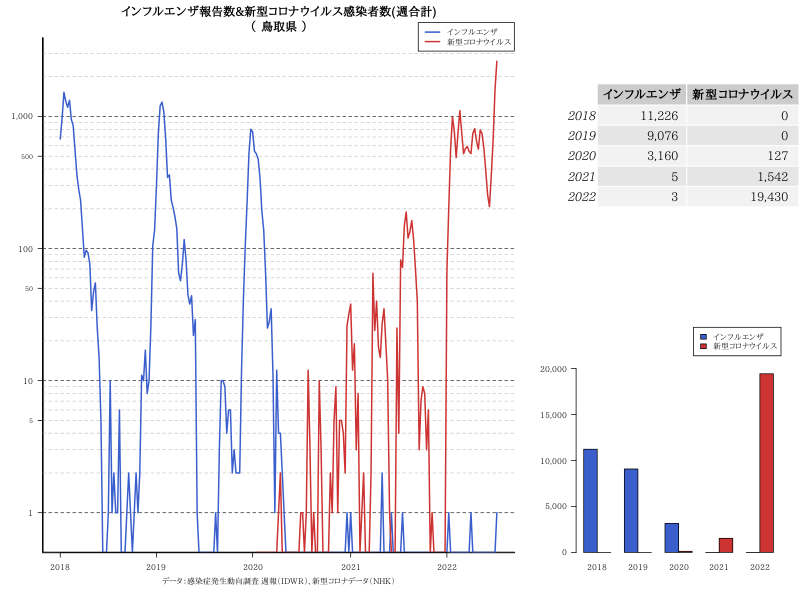 インフルエンザ報告数&新型コロナウイルス感染者数(週合計)
( 鳥取県 )
インフルエンザ
新型コロナウイルス
1,000
500
100
50
10
5
1
2018 2019 2020 2021 2022
データ:感染症発生動向調査 週報(IDWR)、新型コロナデータ(NHK)
インフルエンザ 新型コロナウイルス
2018 11,226 0
2019 9,076 0
2020 3,160 127
2021 5 1,542
2022 3 19,430
インフルエンザ
新型コロナウイルス
20,000
15,000
10,000
5,000
0
2018 2019 2020 2021 2022